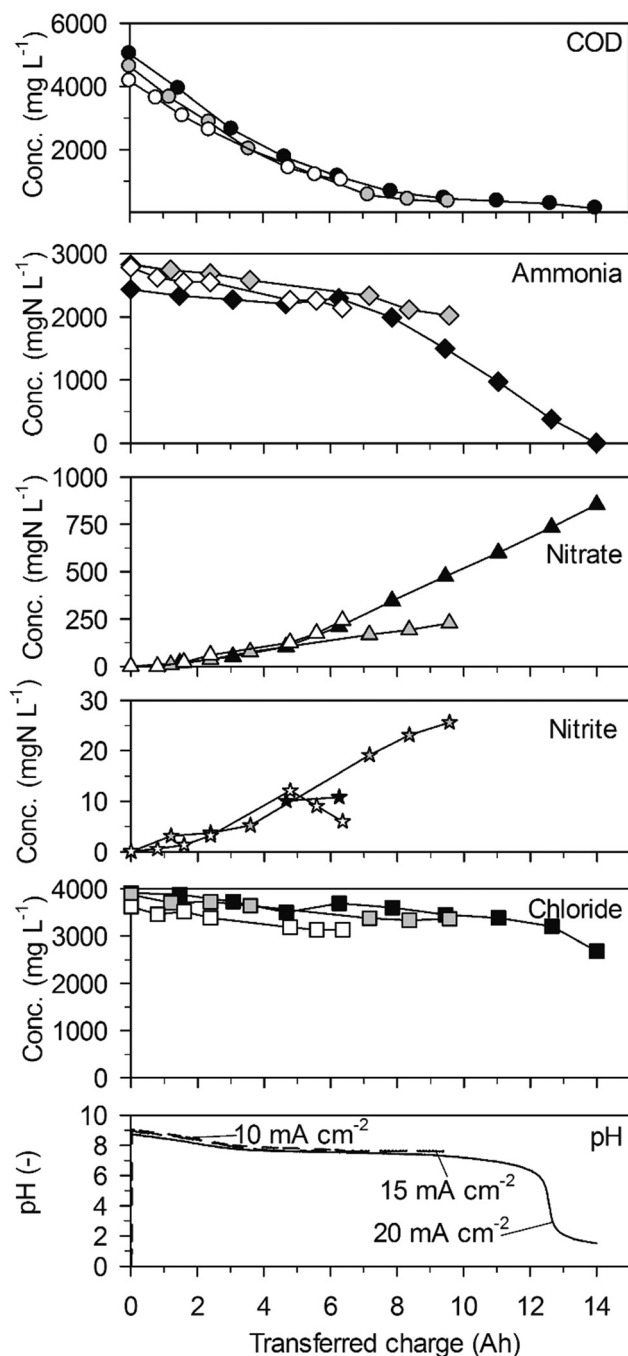 6000
4000
2000
Conc. (mg L⁻¹)
COD
3000
2000
1000
0
Conc. (mgN L⁻¹)
Ammonia
1000
750
500
250
0
Conc. (mgN L⁻¹)
Nitrate
30
20
10
0
Conc. (mgN L⁻¹)
Nitrite
4000
3000
2000
1000
0
Conc. (mg L⁻¹)
Chloride
10
8
6
4
2
0
pH (-)
pH
10 mA cm⁻²
15 mA cm⁻²
20 mA cm⁻²
0 2 4 6 8 10 12 14
Transferred charge (Ah)